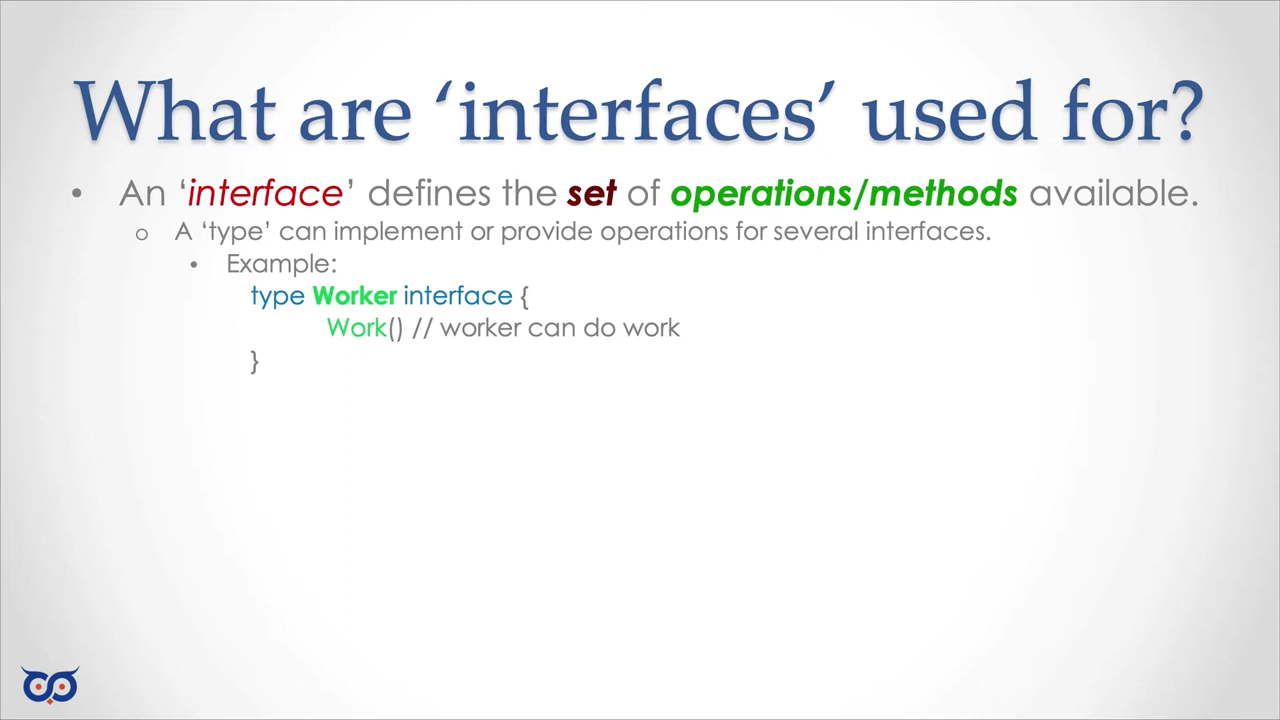 What are ‘interfaces’ used for?
• An ‘interface’ defines the set of operations/methods available.
o A ‘type’ can implement or provide operations for several interfaces.
• Example:
type Worker interface {
Work() // worker can do work
}